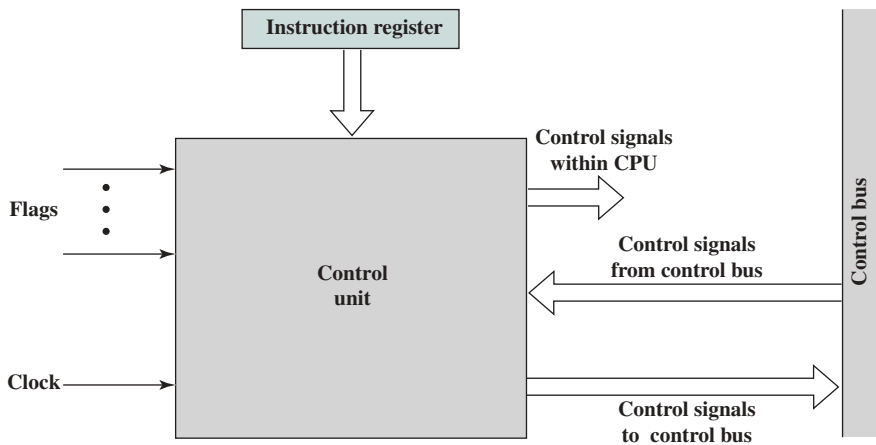 Instruction register
Control signals
within CPU
Flags
Control signals
from control bus
Control
unit
Control bus
Clock
Control signals
to control bus